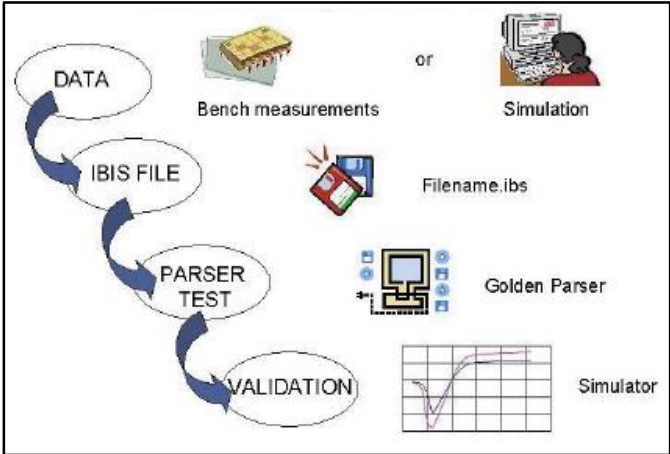 DATA
or
Bench measurements
Simulation
IBIS FILE
Filename.ibs
PARSER
TEST
Golden Parser
VALIDATION
Simulator